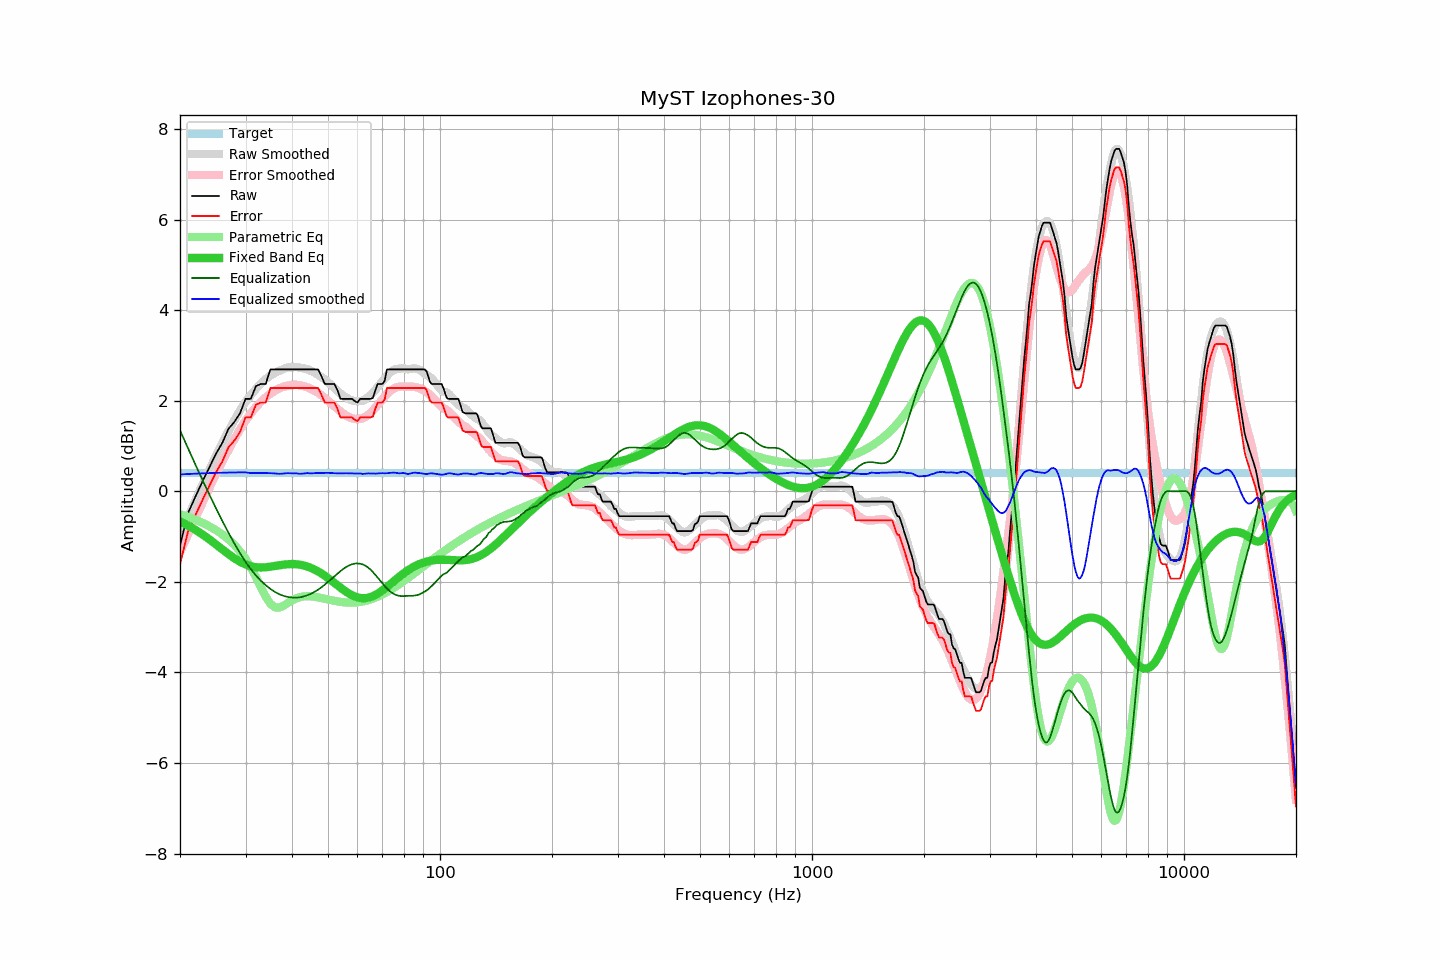 MyST Izophones-30
Target
Raw Smoothed
Error Smoothed
Raw
Error
Parametric Eq
Fixed Band Eq
Equalization
Equalized smoothed
Amplitude (dBr)
8
6
4
2
0
−2
−4
−6
−8
100 1000 10000
Frequency (Hz)